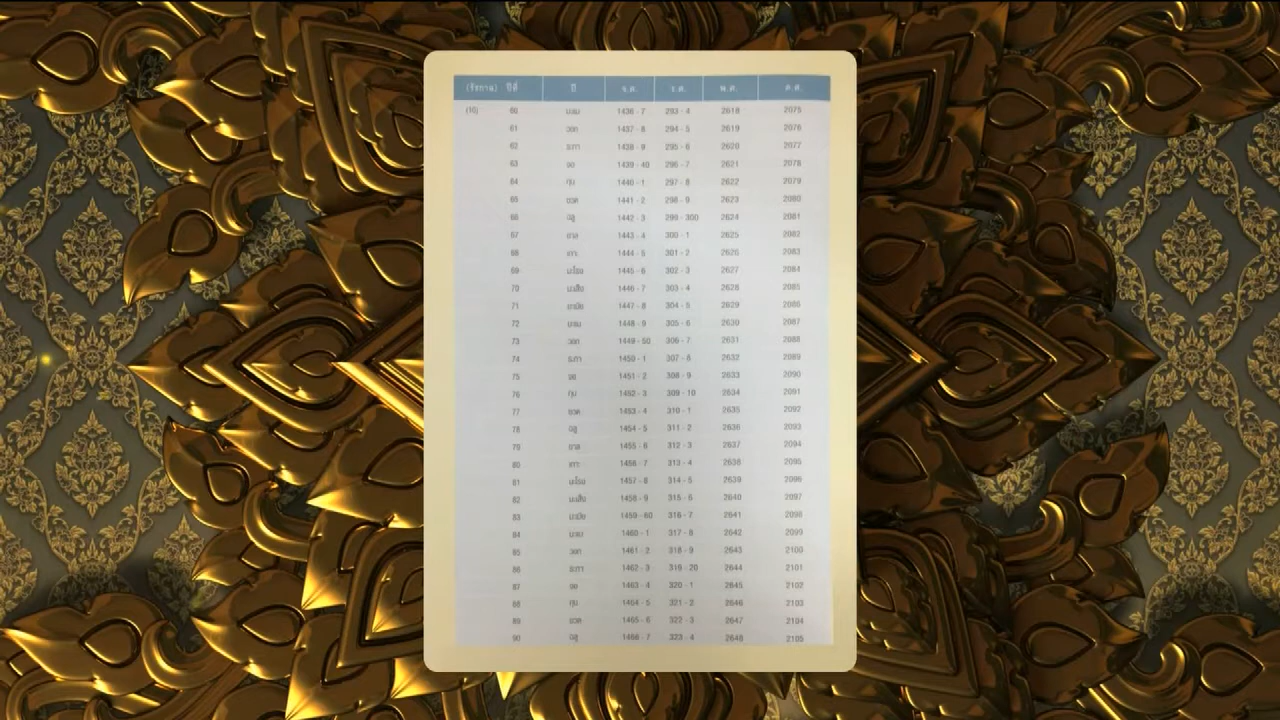 (รัชกาล) ปีที่ ปี จ.ศ. ร.ศ. พ.ศ. ค.ศ.
(10) 60 มะแม 1436 - 7 293 - 4 2618 2075
61 วอก 1437 - 8 294 - 5 2619 2076
62 ระกา 1438 - 9 295 - 6 2620 2077
63 จอ 1439 - 40 296 - 7 2621 2078
64 กุน 1440 - 1 297 - 8 2622 2079
65 ชวด 1441 - 2 298 - 9 2623 2080
66 ฉลู 1442 - 3 299 - 300 2624 2081
67 ขาล 1443 - 4 300 - 1 2625 2082
68 เถาะ 1444 - 5 301 - 2 2626 2083
69 มะโรง 1445 - 6 302 - 3 2627 2084
70 มะเส็ง 1446 - 7 303 - 4 2628 2085
71 มะเมีย 1447 - 8 304 - 5 2629 2086
72 มะแม 1448 - 9 305 - 6 2630 2087
73 วอก 1449 - 50 306 - 7 2631 2088
74 ระกา 1450 - 1 307 - 8 2632 2089
75 จอ 1451 - 2 308 - 9 2633 2090
76 กุน 1452 - 3 309 - 10 2634 2091
77 ชวด 1453 - 4 310 - 1 2635 2092
78 ฉลู 1454 - 5 311 - 2 2636 2093
79 ขาล 1455 - 6 312 - 3 2637 2094
80 เถาะ 1456 - 7 313 - 4 2638 2095
81 มะโรง 1457 - 8 314 - 5 2639 2096
82 มะเส็ง 1458 - 9 315 - 6 2640 2097
83 มะเมีย 1459 - 60 316 - 7 2641 2098
84 มะแม 1460 - 1 317 - 8 2642 2099
85 วอก 1461 - 2 318 - 9 2643 2100
86 ระกา 1462 - 3 319 - 20 2644 2101
87 จอ 1463 - 4 320 - 1 2645 2102
88 กุน 1464 - 5 321 - 2 2646 2103
89 ชวด 1465 - 6 322 - 3 2647 2104
90 ฉลู 1466 - 7 323 - 4 2648 2105